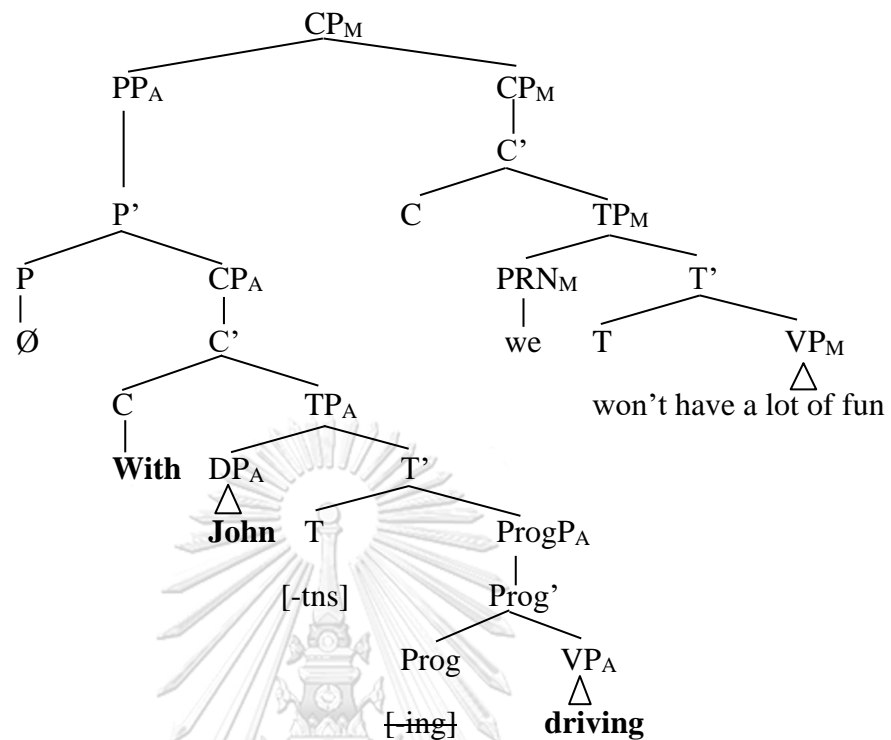 CPM
PPA CPM
C’
P’ C TPM
P CPA PRNM T’
Ø C’ we T VPM
C TPA won’t have a lot of fun
With DPA T’
John T ProgPA
[-tns] Prog’
Prog VPA
[-ing] driving